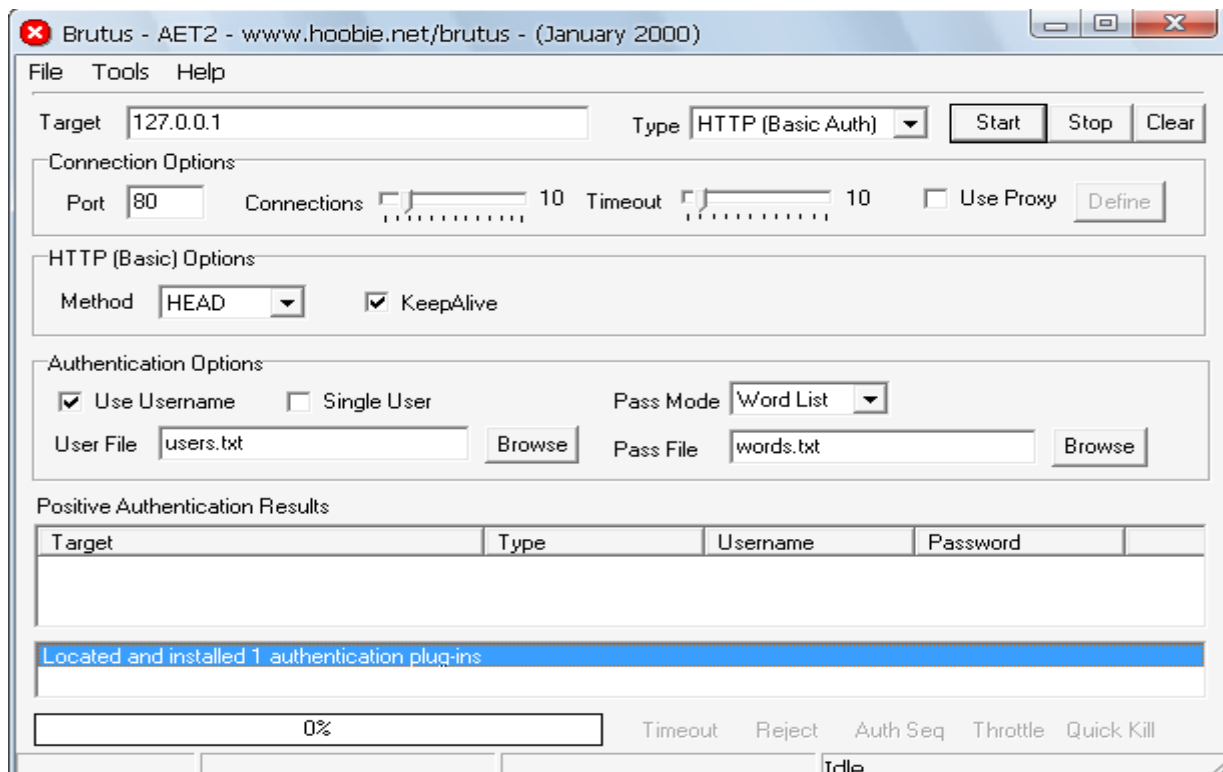 Brutus - AET2 - www.hoobie.net/brutus - (January 2000)
File Tools Help
Target 127.0.0.1 Type HTTP (Basic Auth) Start Stop Clear
Connection Options
Port 80 Connections 10 Timeout 10 Use Proxy Define
HTTP (Basic) Options
Method HEAD KeepAlive
Authentication Options
Use Username Single User Pass Mode Word List
User File users.txt Browse Pass File words.txt Browse
Positive Authentication Results
Target Type Username Password
Located and installed 1 authentication plug-ins
0% Timeout Reject Auth Seq Throttle Quick Kill
Idle